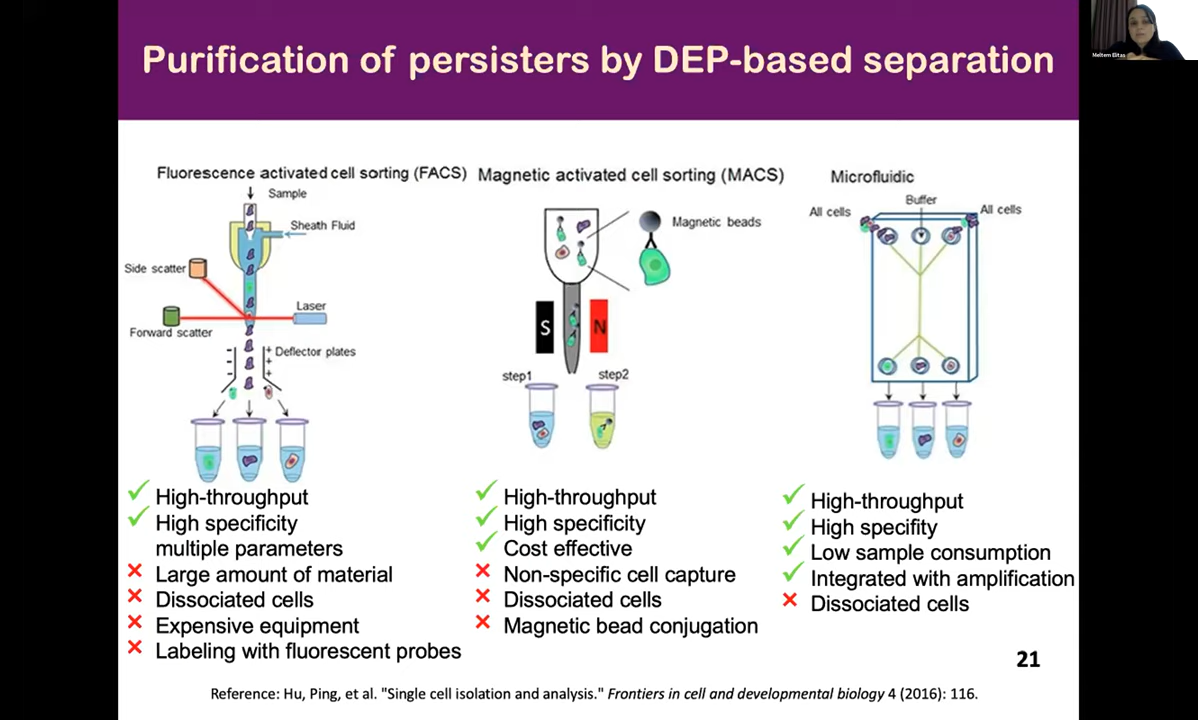 Purification of persisters by DEP-based separation
Meltem Elitas
Fluorescence activated cell sorting (FACS)
Sample
Sheath Fluid
Side scatter
Laser
Forward scatter
- + Deflector plates
- +
- +
High-throughput
High specificity
multiple parameters
Large amount of material
Dissociated cells
Expensive equipment
Labeling with fluorescent probes
Magnetic activated cell sorting (MACS)
Magnetic beads
S N
step1 step2
High-throughput
High specificity
Cost effective
Non-specific cell capture
Dissociated cells
Magnetic bead conjugation
Microfluidic
Buffer
All cells All cells
High-throughput
High specifity
Low sample consumption
Integrated with amplification
Dissociated cells
21
Reference: Hu, Ping, et al. "Single cell isolation and analysis." Frontiers in cell and developmental biology 4 (2016): 116.